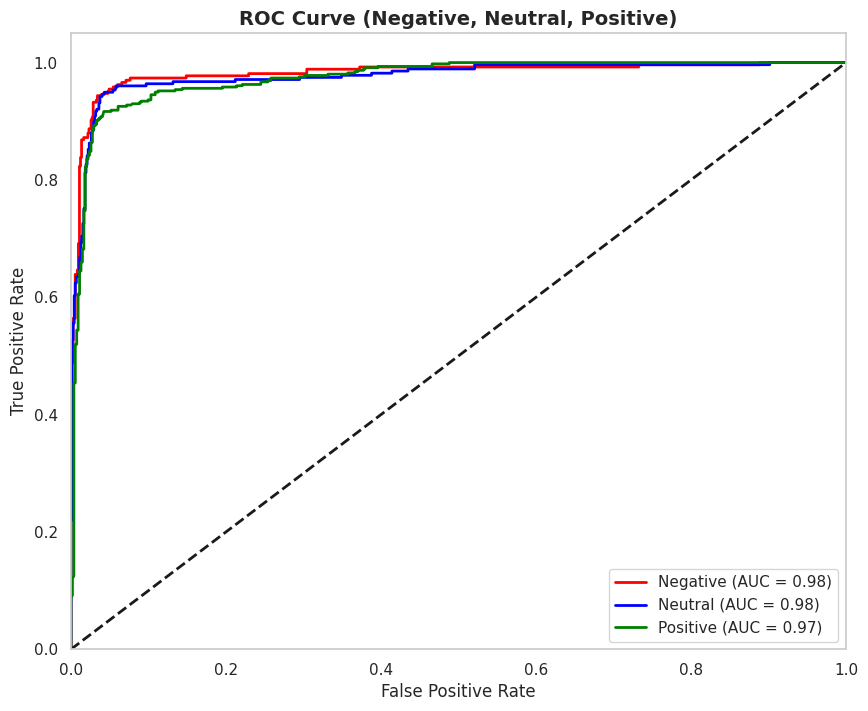 ROC Curve (Negative, Neutral, Positive)
True Positive Rate
1.0
0.8
0.6
0.4
0.2
0.0
0.0 0.2 0.4 0.6 0.8 1.0
False Positive Rate
Negative (AUC = 0.98)
Neutral (AUC = 0.98)
Positive (AUC = 0.97)